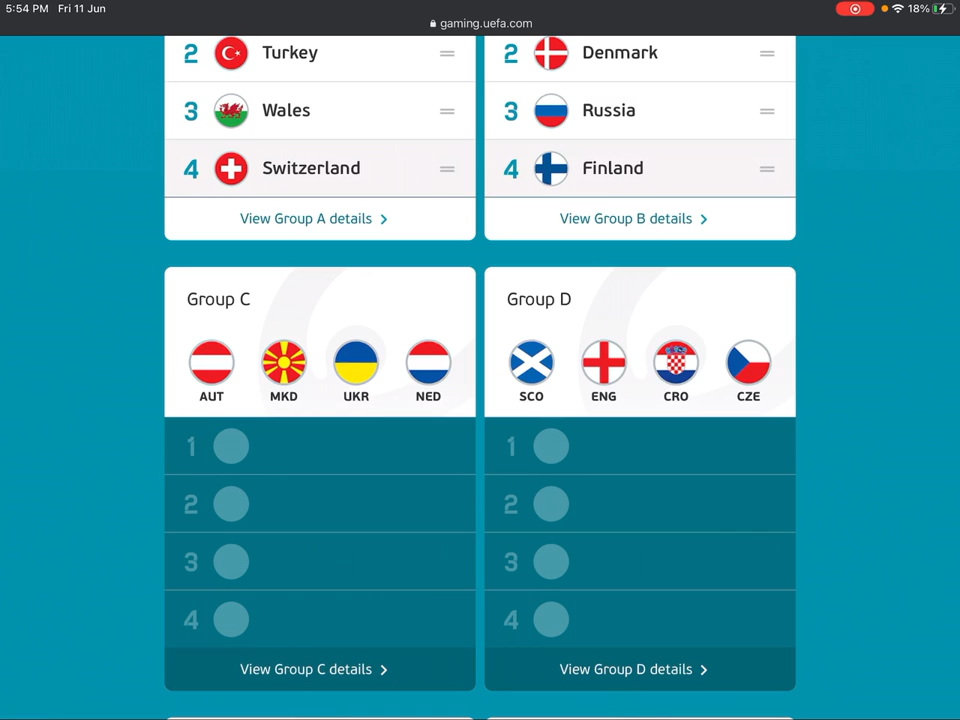 5:54 PM Fri 11 Jun
18%
gaming.uefa.com
2 Turkey
3 Wales
4 Switzerland
View Group A details
2 Denmark
3 Russia
4 Finland
View Group B details
Group C
AUT MKD UKR NED
1
2
3
4
View Group C details
Group D
SCO ENG CRO CZE
1
2
3
4
View Group D details